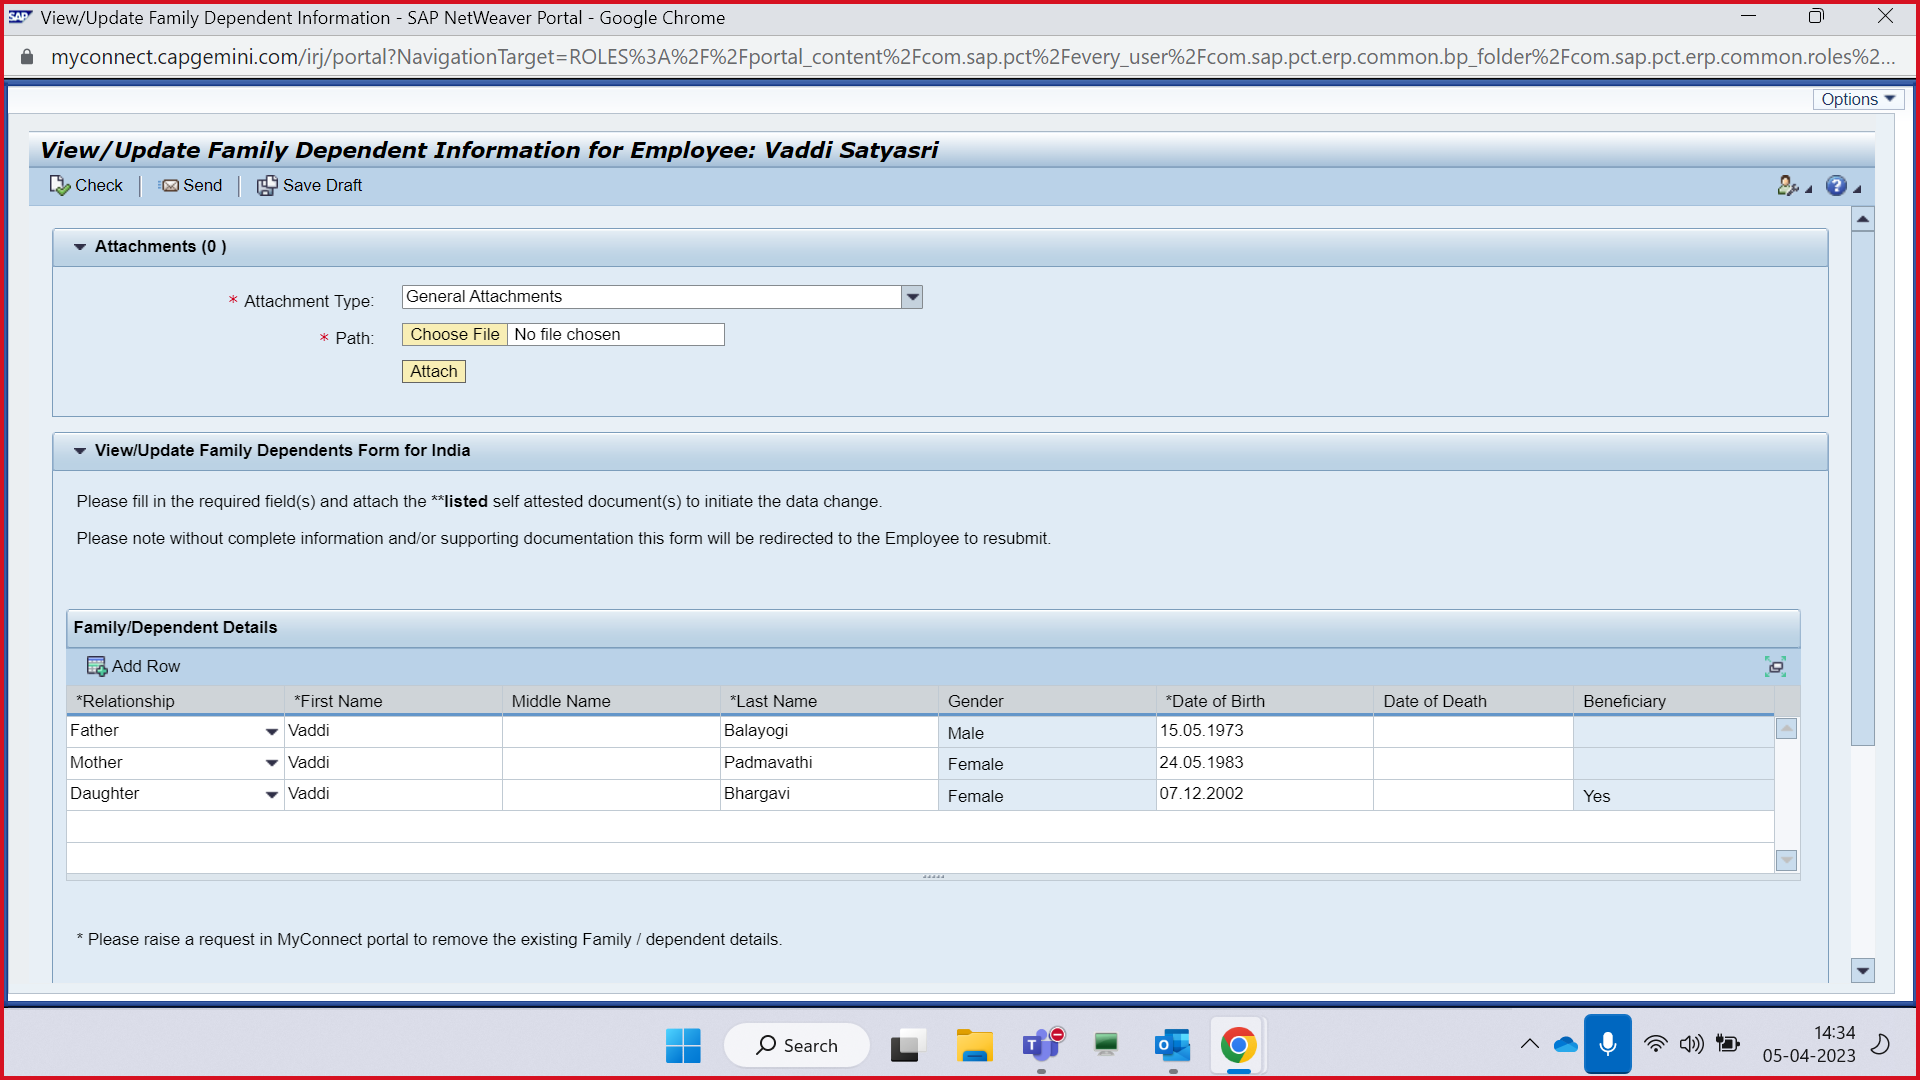 SAP View/Update Family Dependent Information - SAP NetWeaver Portal - Google Chrome
myconnect.capgemini.com/irj/portal?NavigationTarget=ROLES%3A%2F%2Fportal_content%2Fcom.sap.pct%2Fevery_user%2Fcom.sap.pct.erp.common.bp_folder%2Fcom.sap.pct.erp.common.roles%2...
Options
View/Update Family Dependent Information for Employee: Vaddi Satyasri
Check Send Save Draft
Attachments (0 )
* Attachment Type: General Attachments
* Path: Choose File No file chosen
Attach
View/Update Family Dependents Form for India
Please fill in the required field(s) and attach the **listed self attested document(s) to initiate the data change.
Please note without complete information and/or supporting documentation this form will be redirected to the Employee to resubmit.
Family/Dependent Details
Add Row
*Relationship *First Name Middle Name *Last Name Gender *Date of Birth Date of Death Beneficiary
Father Vaddi Balayogi Male 15.05.1973
Mother Vaddi Padmavathi Female 24.05.1983
Daughter Vaddi Bhargavi Female 07.12.2002 Yes
* Please raise a request in MyConnect portal to remove the existing Family / dependent details.
Search
14:34
05-04-2023